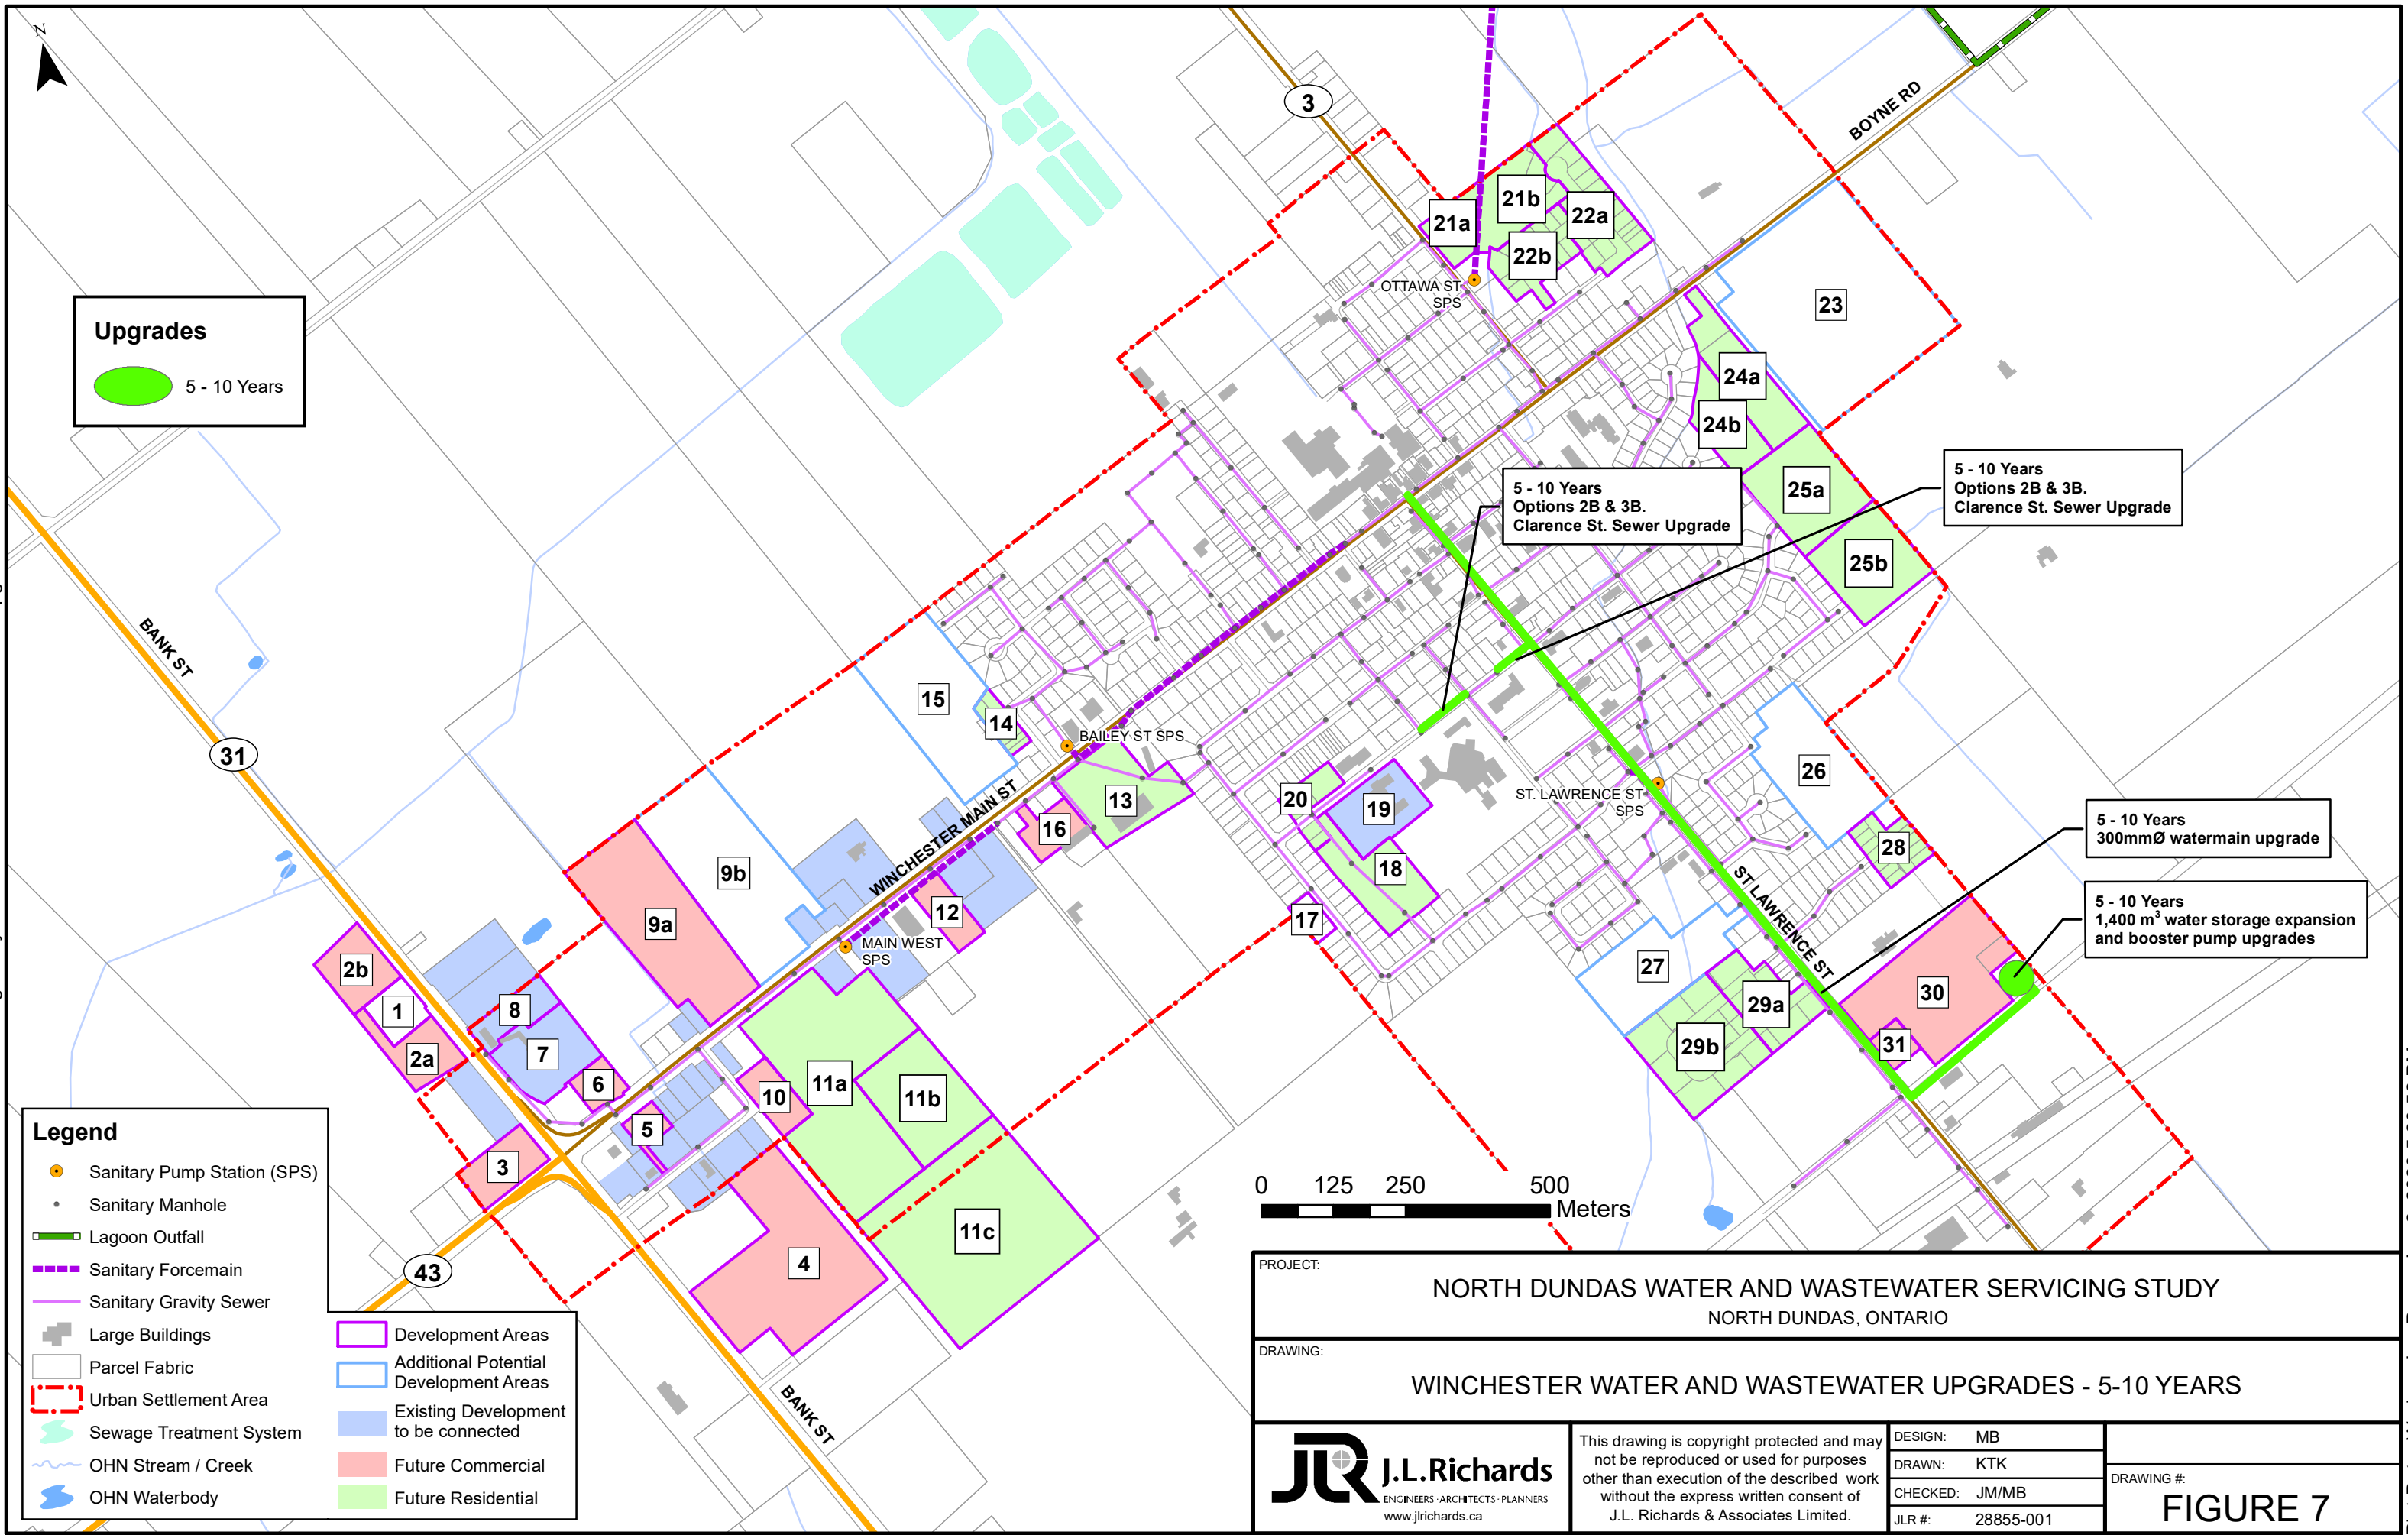 N
3
BOYNE RD
21a
21b
22a
22b
OTTAWA ST
SPS
23
Upgrades
5 - 10 Years
24a
24b
5 - 10 Years
Options 2B & 3B.
Clarence St. Sewer Upgrade
5 - 10 Years
Options 2B & 3B.
Clarence St. Sewer Upgrade
25a
25b
BANK ST
31
15
14
BAILEY ST SPS
13
16
WINCHESTER MAIN ST
20
19
18
17
ST. LAWRENCE ST
SPS
26
28
5 - 10 Years
300mmØ watermain upgrade
5 - 10 Years
1,400 m³ water storage expansion
and booster pump upgrades
ST LAWRENCE ST
9b
9a
12
MAIN WEST
SPS
27
29a
29b
30
31
2b
1
2a
8
7
6
5
10
11a
11b
11c
3
4
43
BANK ST
0 125 250 500
Meters
Legend
Sanitary Pump Station (SPS)
Sanitary Manhole
Lagoon Outfall
Sanitary Forcemain
Sanitary Gravity Sewer
Large Buildings
Parcel Fabric
Urban Settlement Area
Sewage Treatment System
OHN Stream / Creek
OHN Waterbody
Development Areas
Additional Potential
Development Areas
Existing Development
to be connected
Future Commercial
Future Residential
PROJECT:
NORTH DUNDAS WATER AND WASTEWATER SERVICING STUDY
NORTH DUNDAS, ONTARIO
DRAWING:
WINCHESTER WATER AND WASTEWATER UPGRADES - 5-10 YEARS
JLR J.L.Richards
ENGINEERS · ARCHITECTS · PLANNERS
www.jlrichards.ca
This drawing is copyright protected and may
not be reproduced or used for purposes
other than execution of the described work
without the express written consent of
J.L. Richards & Associates Limited.
DESIGN: MB
DRAWN: KTK
CHECKED: JM/MB
JLR #: 28855-001
DRAWING #:
FIGURE 7